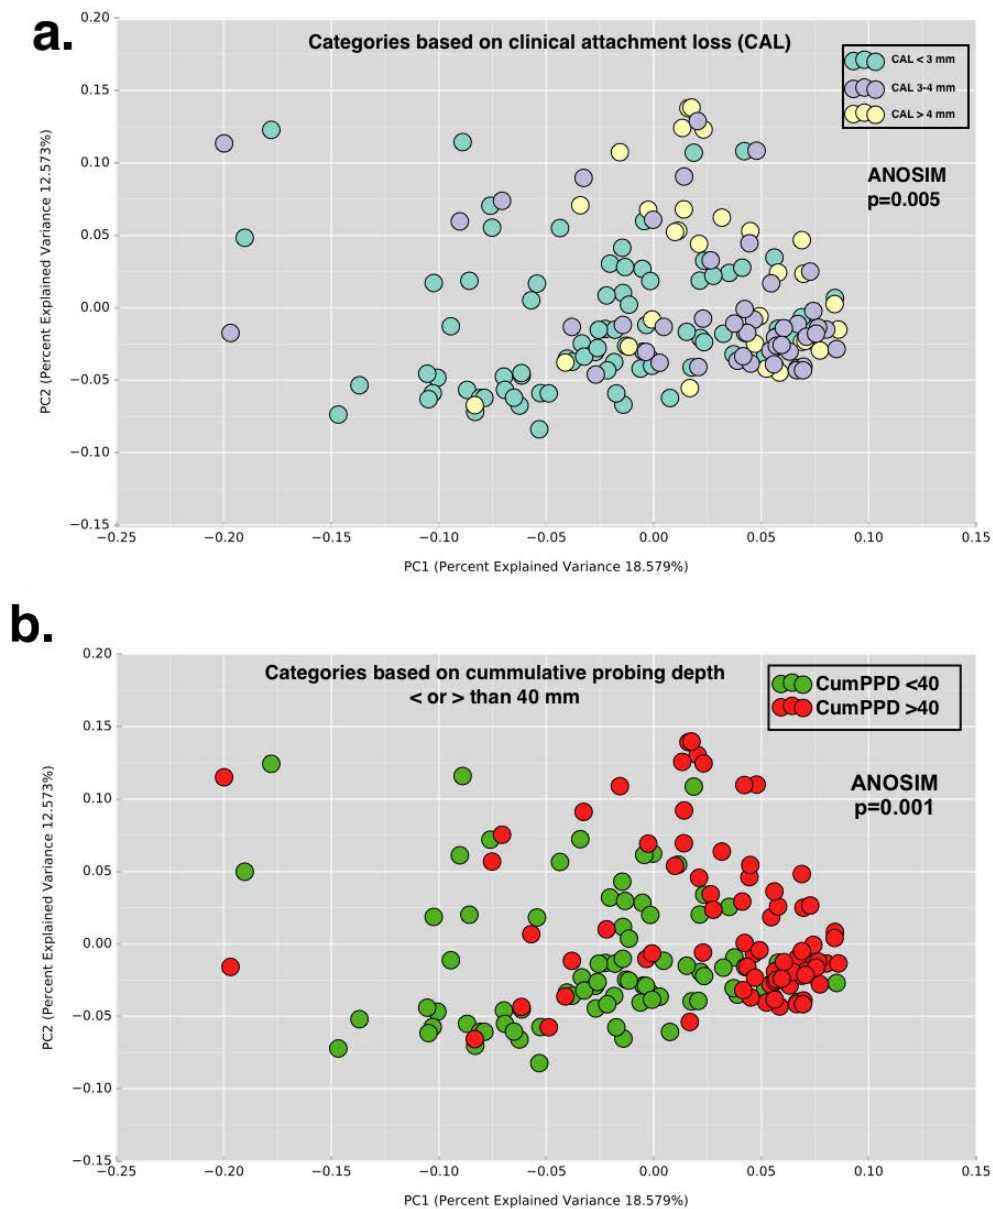 a.
Categories based on clinical attachment loss (CAL)
CAL < 3 mm
CAL 3-4 mm
CAL > 4 mm
ANOSIM
p=0.005
PC2 (Percent Explained Variance 12.573%)
0.20
0.15
0.10
0.05
0.00
−0.05
−0.10
−0.15
−0.25 −0.20 −0.15 −0.10 −0.05 0.00 0.05 0.10 0.15
PC1 (Percent Explained Variance 18.579%)
b.
Categories based on cummulative probing depth
< or > than 40 mm
CumPPD <40
CumPPD >40
ANOSIM
p=0.001
PC2 (Percent Explained Variance 12.573%)
0.20
0.15
0.10
0.05
0.00
−0.05
−0.10
−0.15
−0.25 −0.20 −0.15 −0.10 −0.05 0.00 0.05 0.10 0.15
PC1 (Percent Explained Variance 18.579%)